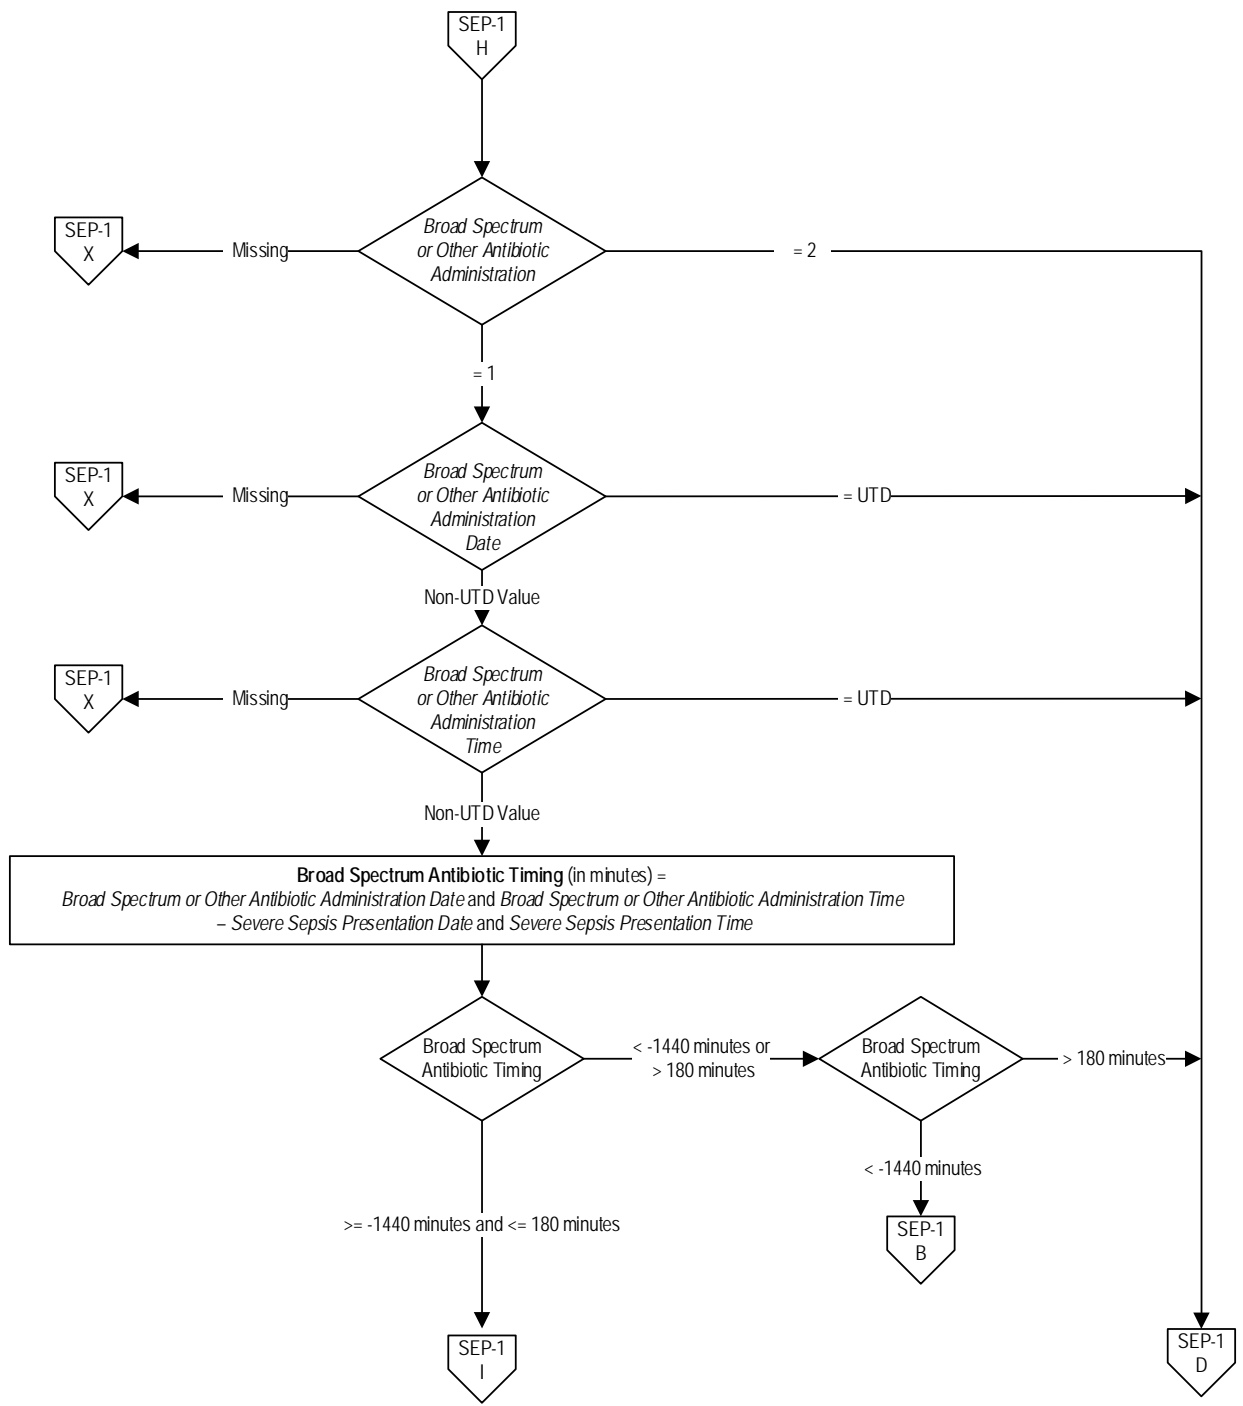 SEP-1
H
Broad Spectrum
or Other Antibiotic
Administration
SEP-1
X
Missing
= 2
= 1
Broad Spectrum
or Other Antibiotic
Administration
Date
SEP-1
X
Missing
= UTD
Non-UTD Value
Broad Spectrum
or Other Antibiotic
Administration
Time
SEP-1
X
Missing
= UTD
Non-UTD Value
Broad Spectrum Antibiotic Timing (in minutes) =
Broad Spectrum or Other Antibiotic Administration Date and Broad Spectrum or Other Antibiotic Administration Time
– Severe Sepsis Presentation Date and Severe Sepsis Presentation Time
Broad Spectrum
Antibiotic Timing
< -1440 minutes or
> 180 minutes
Broad Spectrum
Antibiotic Timing
> 180 minutes
< -1440 minutes
>= -1440 minutes and <= 180 minutes
SEP-1
B
SEP-1
I
SEP-1
D